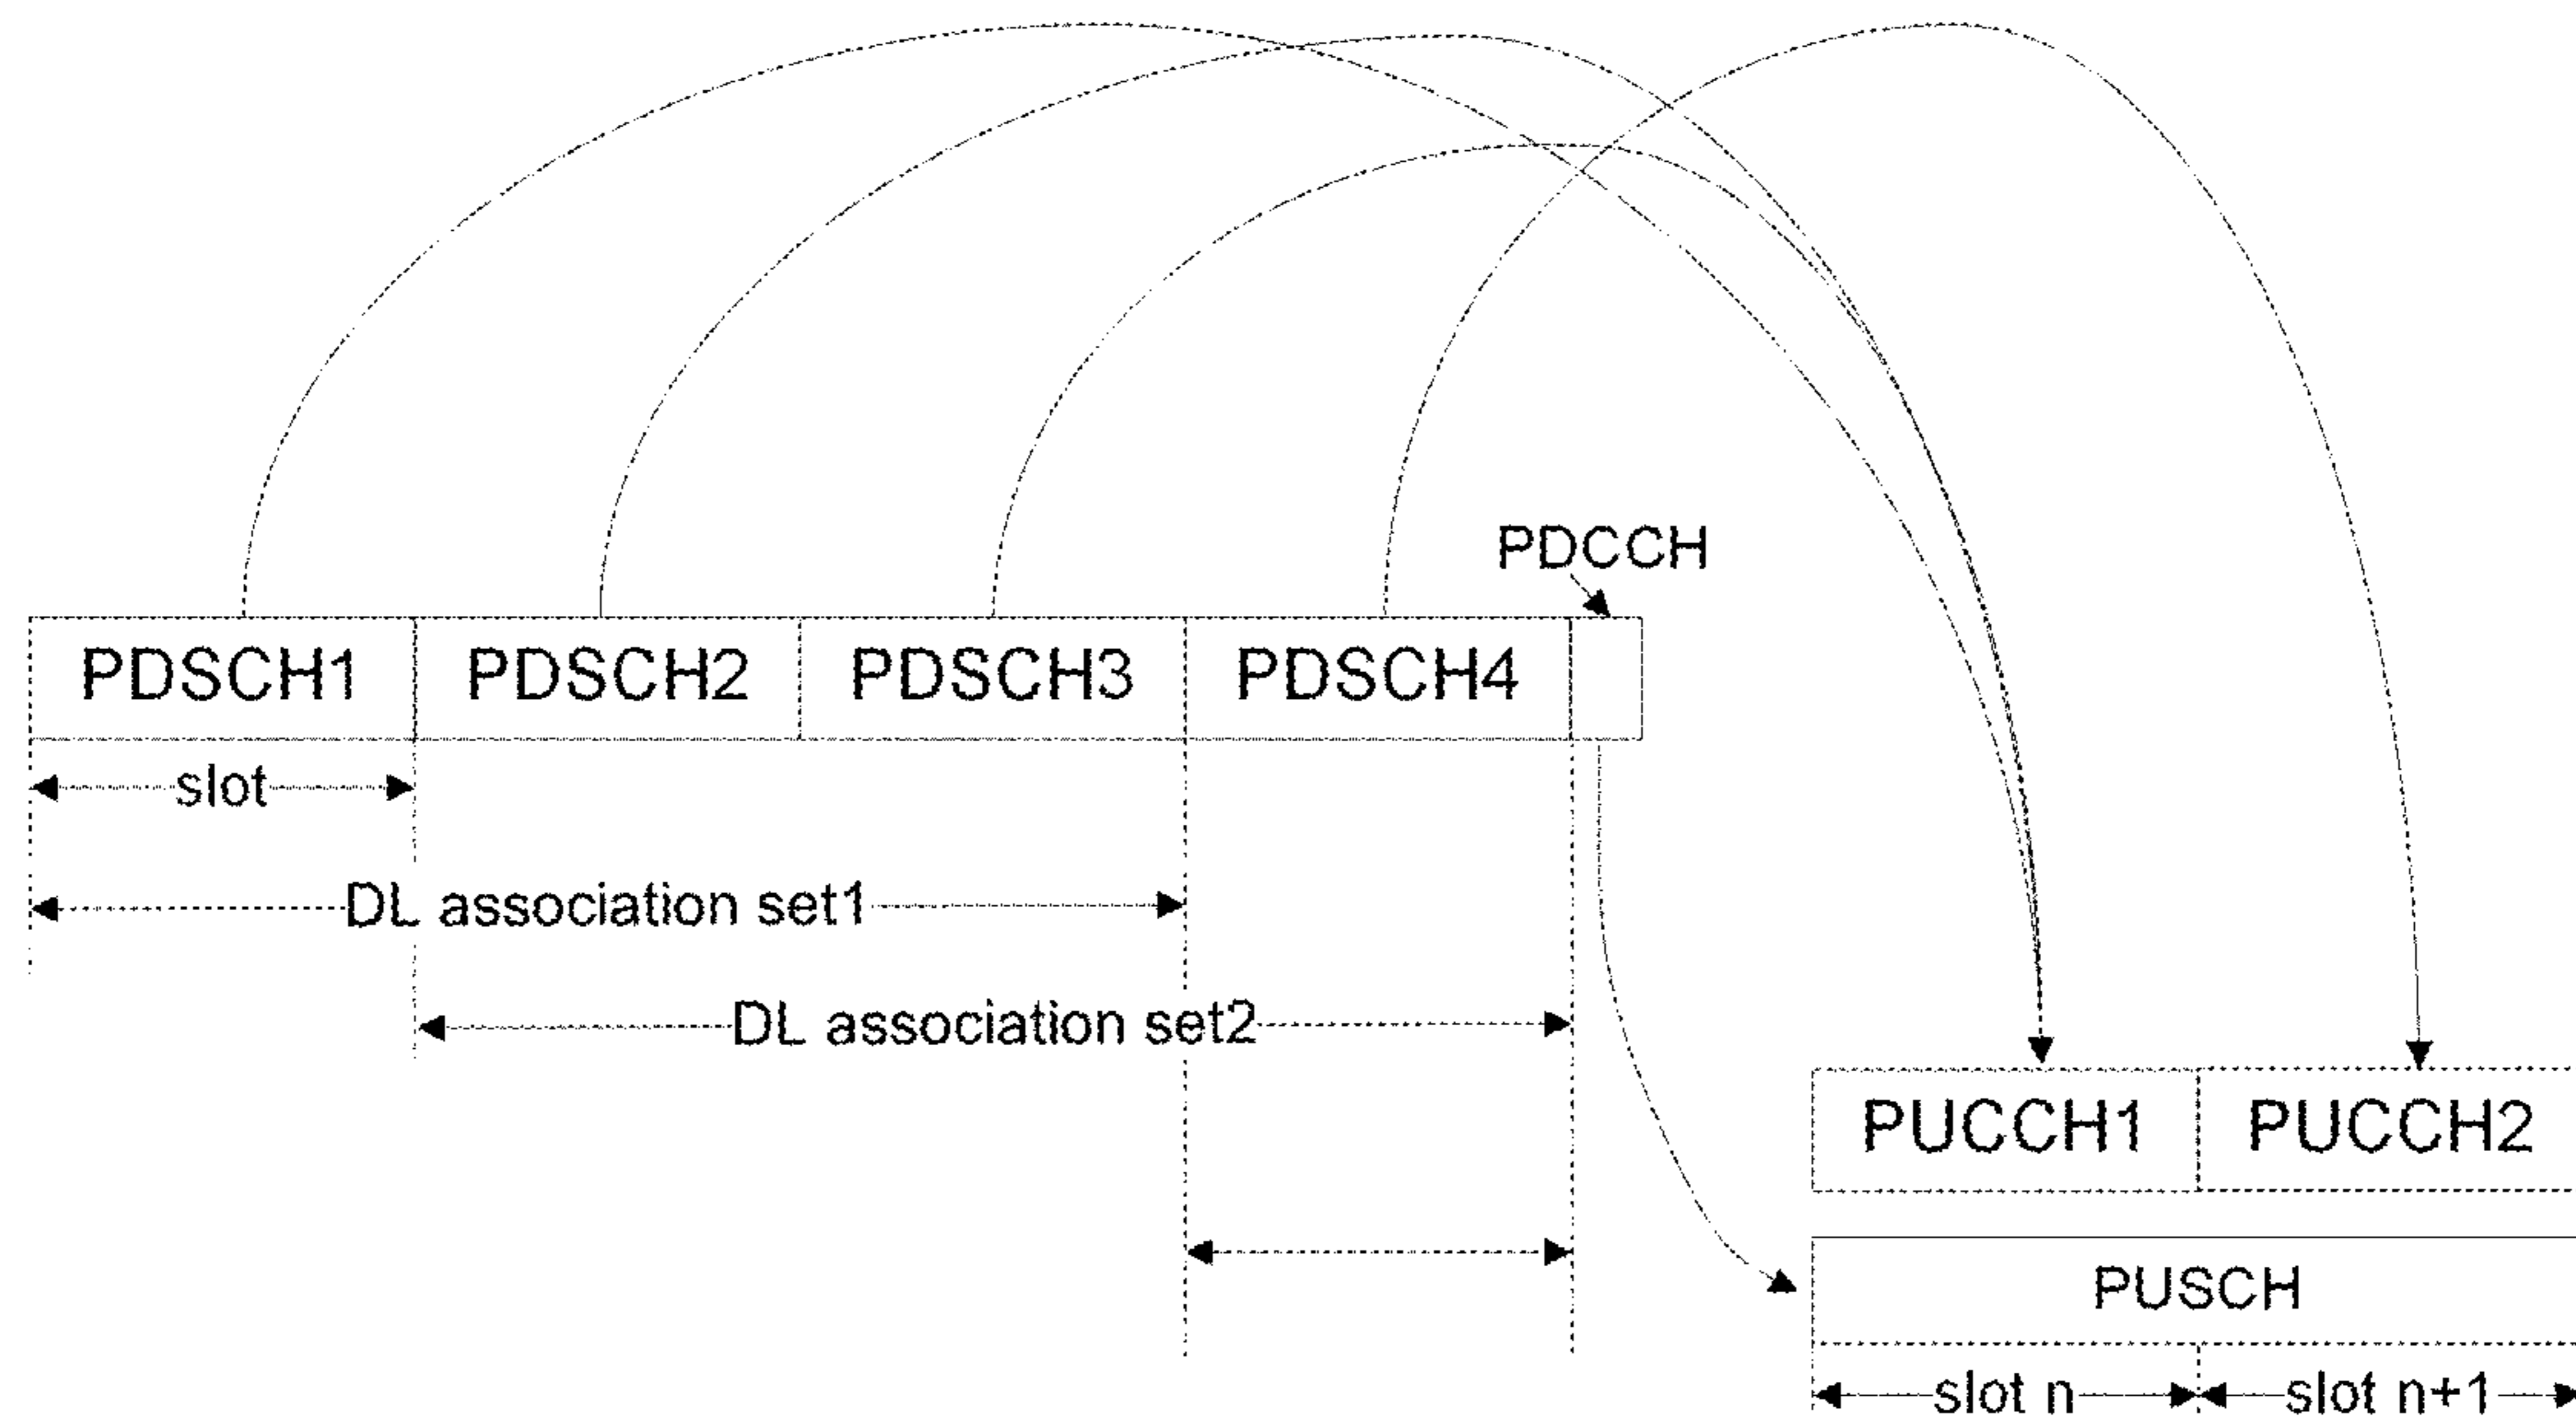 PDCCH
PDSCH1 PDSCH2 PDSCH3 PDSCH4
slot
DL association set1
DL association set2
PUCCH1 PUCCH2
PUSCH
slot n slot n+1